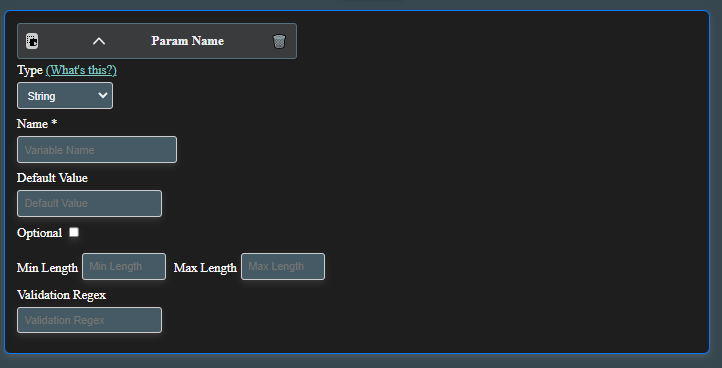 Param Name
Type (What's this?)
String
Name *
Variable Name
Default Value
Default Value
Optional
Min Length Min Length Max Length Max Length
Validation Regex
Validation Regex